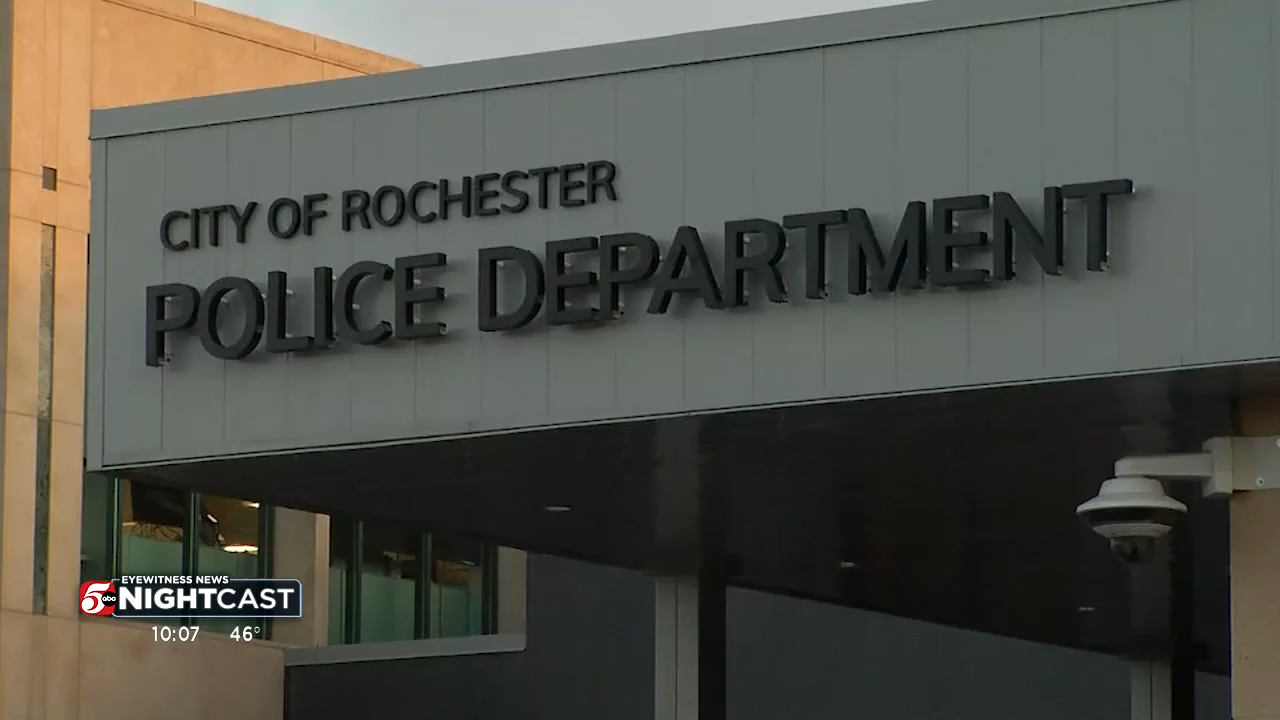 CITY OF ROCHESTER
POLICE DEPARTMENT
EYEWITNESS NEWS
5 abc NIGHTCAST
10:07 46°